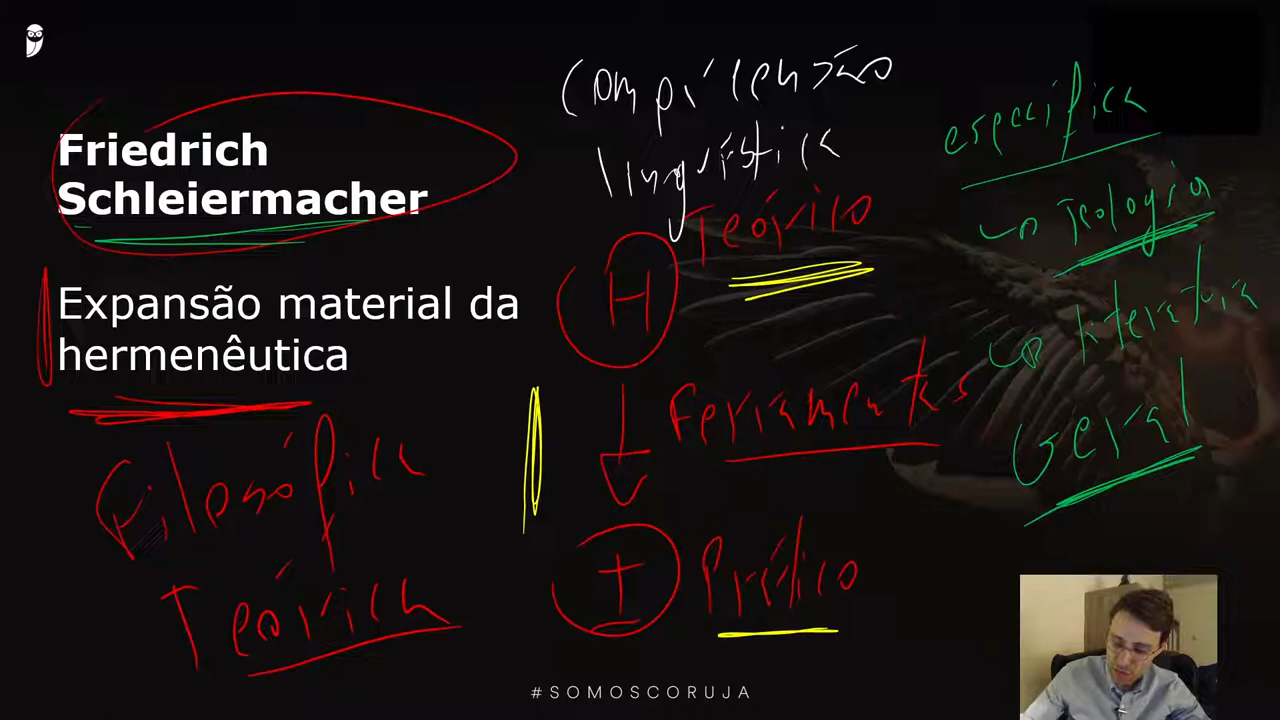 Friedrich
Schleiermacher
Expansão material da
hermenêutica
Filosófica
Teórica
Compreensão
linguística
Teórico
H
Ferramentas
I
Prático
específica
Teologia
literatura
Geral
#SOMOSCORUJA